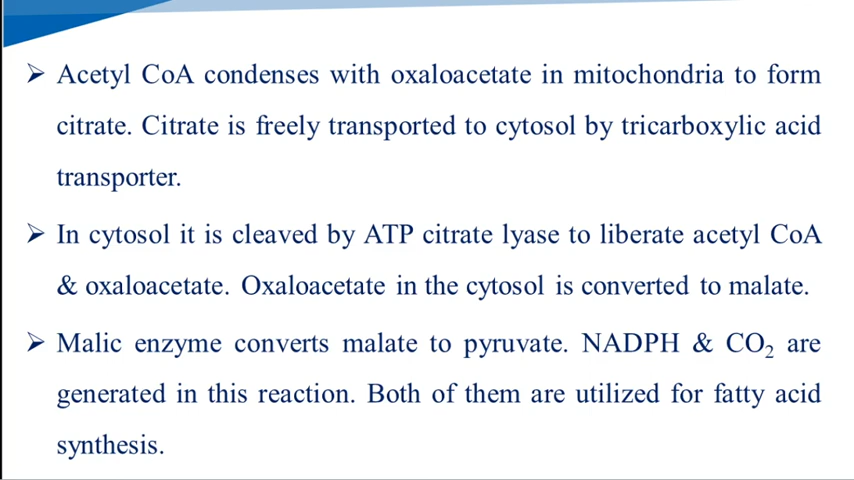 ➢ Acetyl CoA condenses with oxaloacetate in mitochondria to form
citrate. Citrate is freely transported to cytosol by tricarboxylic acid
transporter.
➢ In cytosol it is cleaved by ATP citrate lyase to liberate acetyl CoA
& oxaloacetate. Oxaloacetate in the cytosol is converted to malate.
➢ Malic enzyme converts malate to pyruvate. NADPH & CO₂ are
generated in this reaction. Both of them are utilized for fatty acid
synthesis.